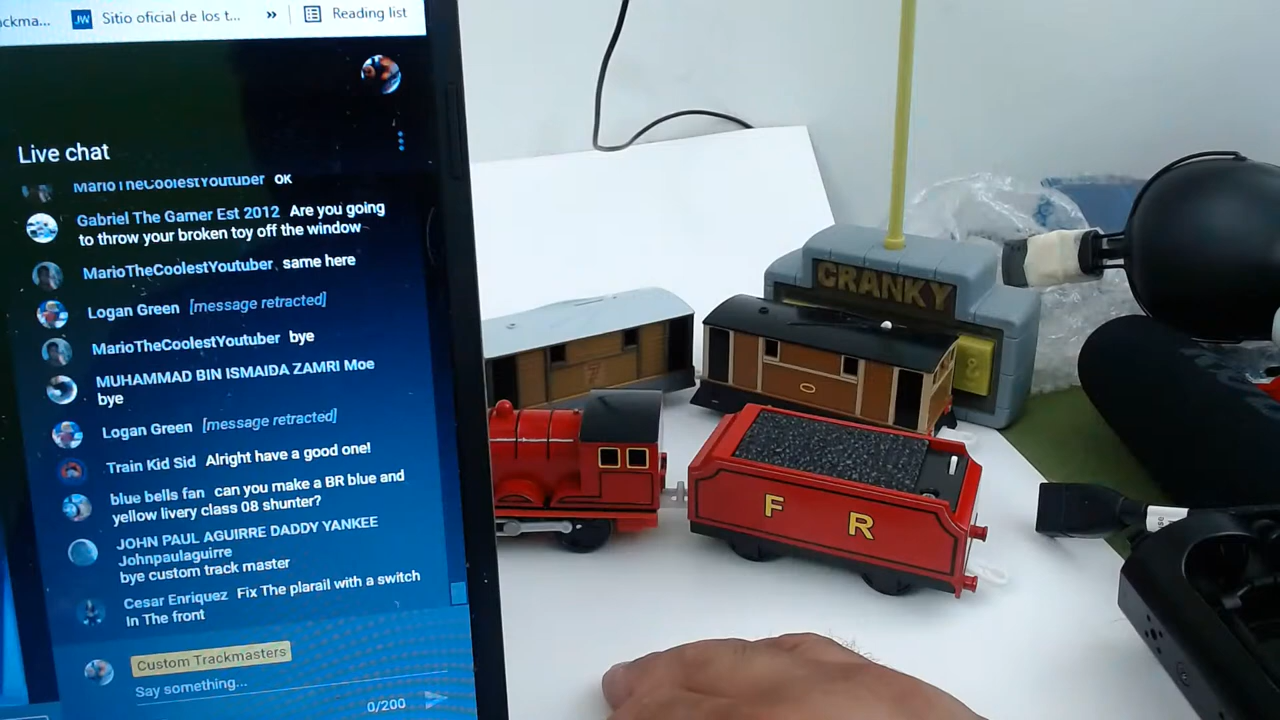 ckma...
JW Sitio oficial de los t...
»
Reading list
Live chat
MarioTheCoolestYoutuber OK
Gabriel The Gamer Est 2012 Are you going
to throw your broken toy off the window
MarioTheCoolestYoutuber same here
Logan Green [message retracted]
MarioTheCoolestYoutuber bye
MUHAMMAD BIN ISMAIDA ZAMRI Moe
bye
Logan Green [message retracted]
Train Kid Sid Alright have a good one!
blue bells fan can you make a BR blue and
yellow livery class 08 shunter?
JOHN PAUL AGUIRRE DADDY YANKEE
Johnpaulaguirre
bye custom track master
Cesar Enriquez Fix The plarail with a switch
In The front
Custom Trackmasters
Say something...
0/200
CRANKY
7
F R